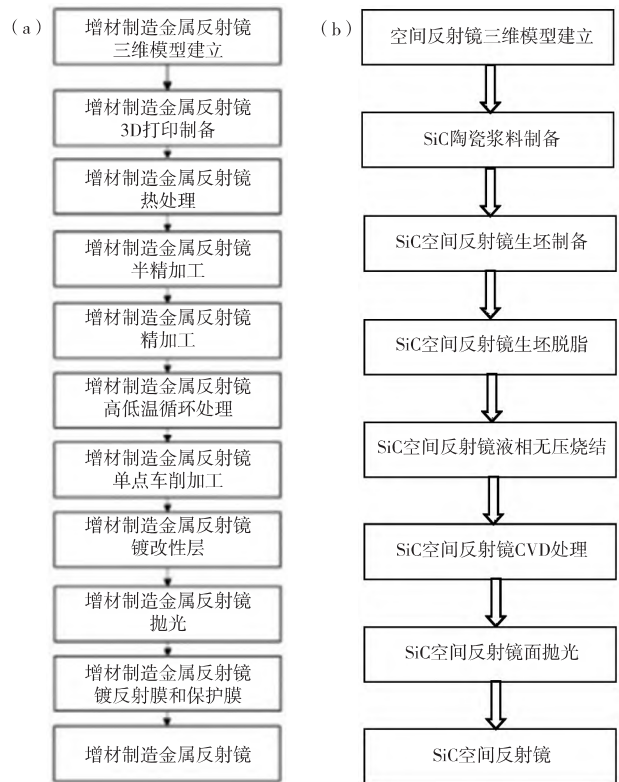 （a）
增材制造金属反射镜
三维模型建立
增材制造金属反射镜
3D打印制备
增材制造金属反射镜
热处理
增材制造金属反射镜
半精加工
增材制造金属反射镜
精加工
增材制造金属反射镜
高低温循环处理
增材制造金属反射镜
单点车削加工
增材制造金属反射镜
镀改性层
增材制造金属反射镜
抛光
增材制造金属反射镜
镀反射膜和保护膜
增材制造金属反射镜
（b）
空间反射镜三维模型建立
SiC陶瓷浆料制备
SiC空间反射镜生坯制备
SiC空间反射镜生坯脱脂
SiC空间反射镜液相无压烧结
SiC空间反射镜CVD处理
SiC空间反射镜面抛光
SiC空间反射镜